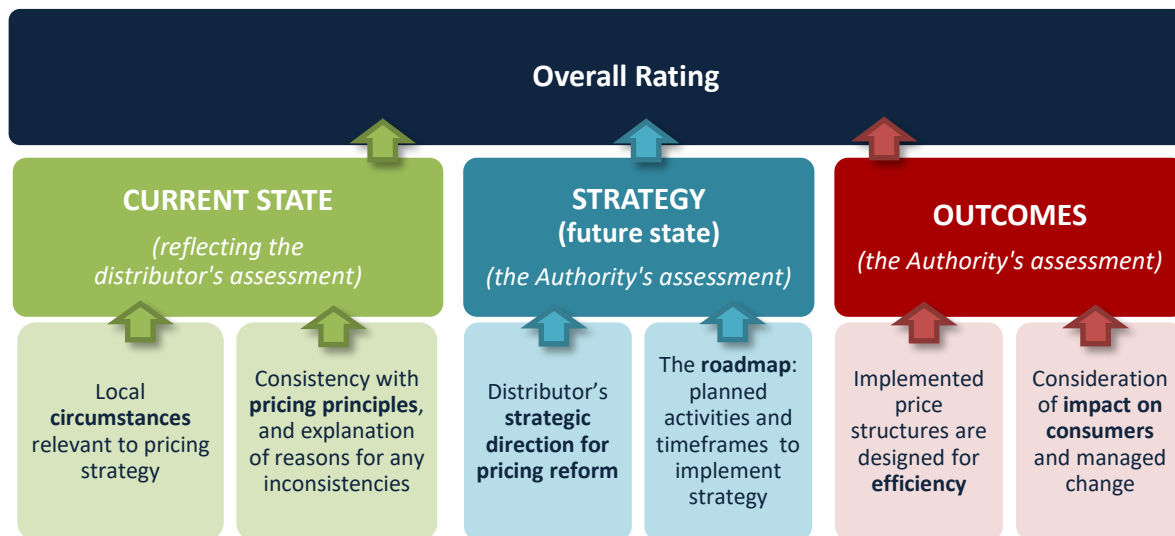 Overall Rating
CURRENT STATE
(reflecting the
distributor's assessment)
STRATEGY
(future state)
(the Authority's assessment)
OUTCOMES
(the Authority's assessment)
Local
circumstances
relevant to pricing
strategy
Consistency with
pricing principles,
and explanation
of reasons for any
inconsistencies
Distributor’s
strategic
direction for
pricing reform
The roadmap:
planned
activities and
timeframes to
implement
strategy
Implemented
price
structures are
designed for
efficiency
Consideration
of impact on
consumers
and managed
change